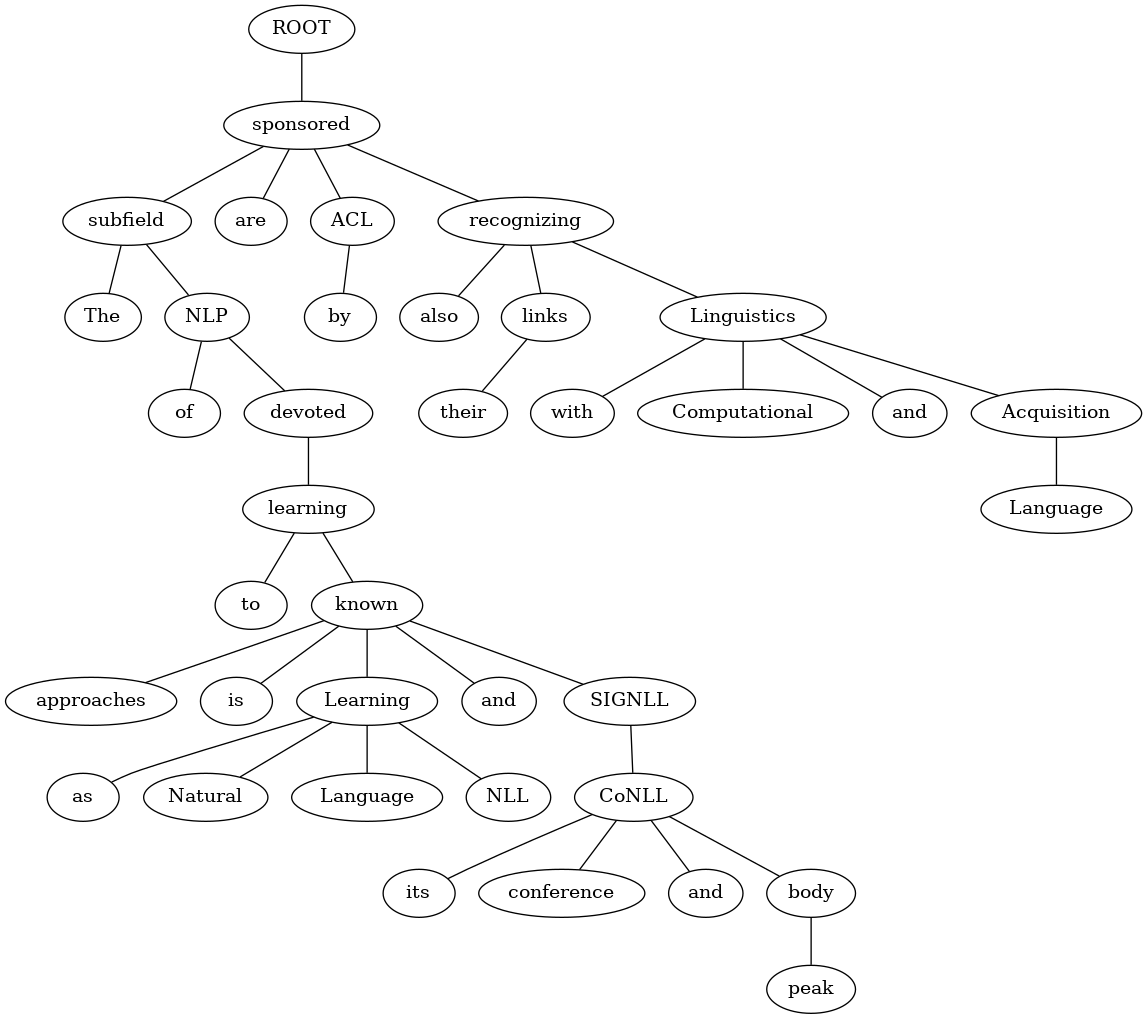 ROOT
sponsored
subfield are ACL recognizing
The NLP by also links Linguistics
of devoted their with Computational and Acquisition
learning Language
to known
approaches is Learning and SIGNLL
as Natural Language NLL CoNLL
its conference and body
peak